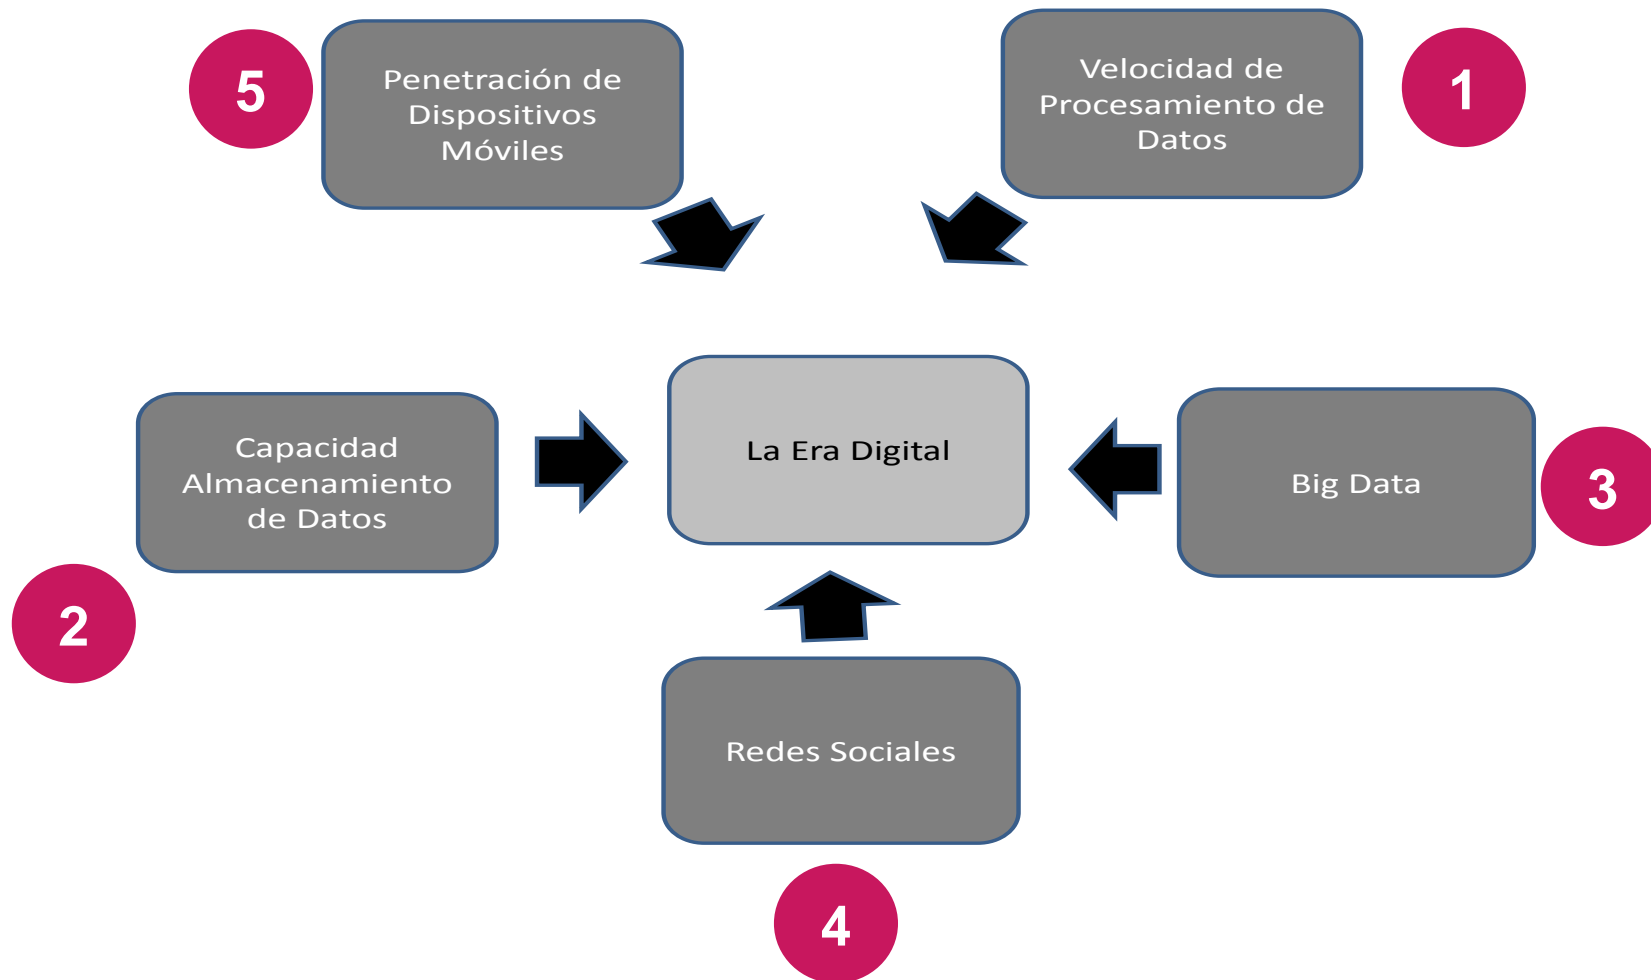 5
Penetración de
Dispositivos
Móviles
Velocidad de
Procesamiento de
Datos
1
Capacidad
Almacenamiento
de Datos
2
La Era Digital
Big Data
3
Redes Sociales
4